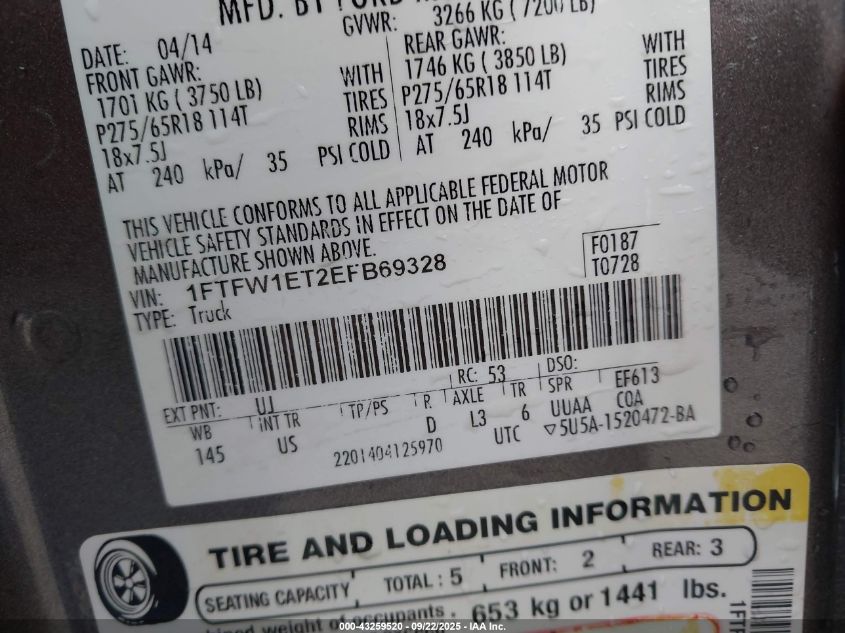 MFD. BY FORD
GVWR: 3266 KG ( 7200 LB)
DATE: 04/14
FRONT GAWR:
1701 KG ( 3750 LB)
P275/65R18 114T
18x7.5J
AT 240 kPa/ 35 PSI COLD
WITH
TIRES
RIMS
REAR GAWR:
1746 KG ( 3850 LB)
P275/65R18 114T
18x7.5J
AT 240 kPa/ 35 PSI COLD
WITH
TIRES
RIMS
THIS VEHICLE CONFORMS TO ALL APPLICABLE FEDERAL MOTOR
VEHICLE SAFETY STANDARDS IN EFFECT ON THE DATE OF
MANUFACTURE SHOWN ABOVE.
VIN: 1FTFW1ET2EFB69328
F0187
T0728
TYPE: Truck
RC: 53 DSO:
EXT PNT: UJ
WB INT TR TP/PS R AXLE TR SPR EF613
145 US D L3 6 UUAA COA
2201404125970 UTC ▽5U5A-1520472-BA
TIRE AND LOADING INFORMATION
SEATING CAPACITY TOTAL : 5 FRONT: 2 REAR: 3
weight of occupants. 653 kg or 1441 lbs.
1FT
000-43259520 - 09/22/2025 - IAA Inc.